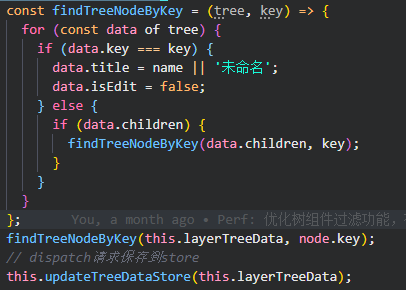 const findTreeNodeByKey = (tree, key) => {
  for (const data of tree) {
    if (data.key === key) {
      data.title = name || '未命名';
      data.isEdit = false;
    } else {
      if (data.children) {
        findTreeNodeByKey(data.children, key);
      }
    }
  }
};      You, a month ago • Perf: 优化树组件过滤功能,
findTreeNodeByKey(this.layerTreeData, node.key);
// dispatch请求保存到store
this.updateTreeDataStore(this.layerTreeData);